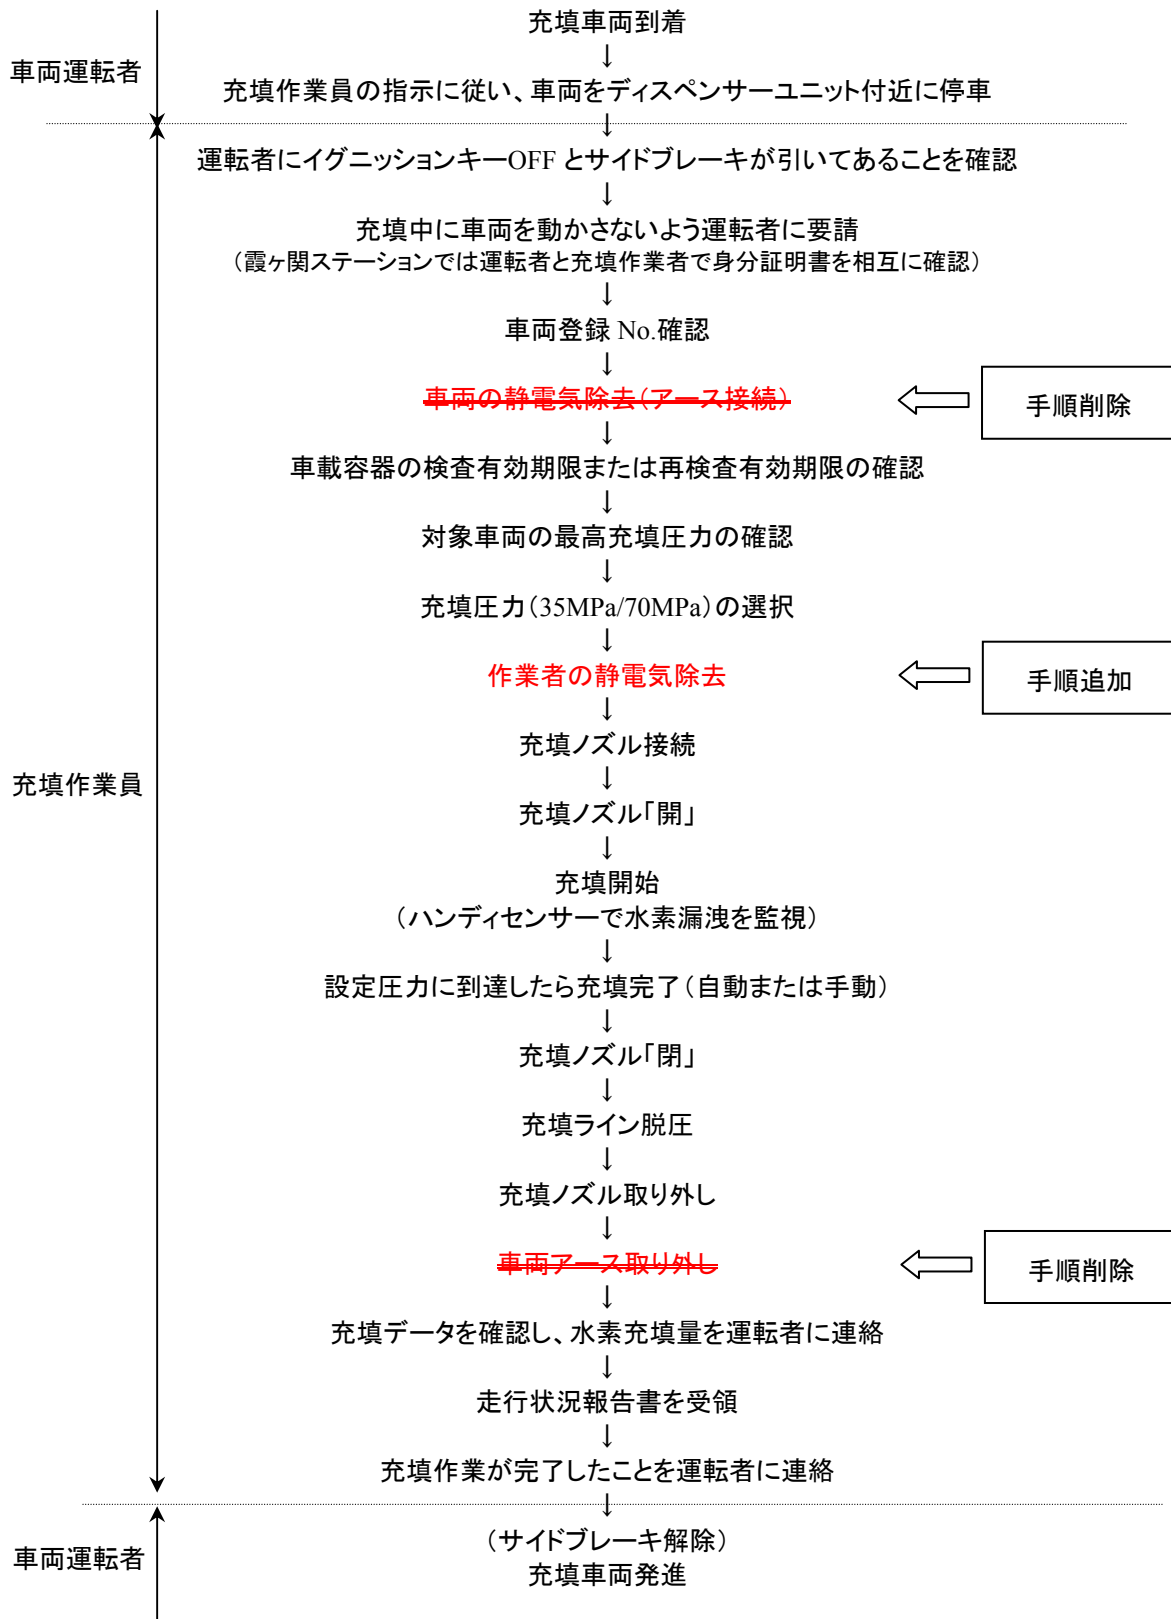 充填車両到着
↓
車両運転者
充填作業員の指示に従い、車両をディスペンサーユニット付近に停車
↓
運転者にイグニッションキーOFF とサイドブレーキが引いてあることを確認
↓
充填中に車両を動かさないよう運転者に要請
（霞ヶ関ステーションでは運転者と充填作業者で身分証明書を相互に確認）
↓
車両登録 No.確認
↓
車両の静電気除去（アース接続）
手順削除
↓
車載容器の検査有効期限または再検査有効期限の確認
↓
対象車両の最高充填圧力の確認
↓
充填圧力（35MPa/70MPa）の選択
↓
作業者の静電気除去
手順追加
↓
充填ノズル接続
↓
充填作業員
充填ノズル「開」
↓
充填開始
（ハンディセンサーで水素漏洩を監視）
↓
設定圧力に到達したら充填完了（自動または手動）
↓
充填ノズル「閉」
↓
充填ライン脱圧
↓
充填ノズル取り外し
↓
車両アース取り外し
手順削除
↓
充填データを確認し、水素充填量を運転者に連絡
↓
走行状況報告書を受領
↓
充填作業が完了したことを運転者に連絡
↓
車両運転者
（サイドブレーキ解除）
充填車両発進